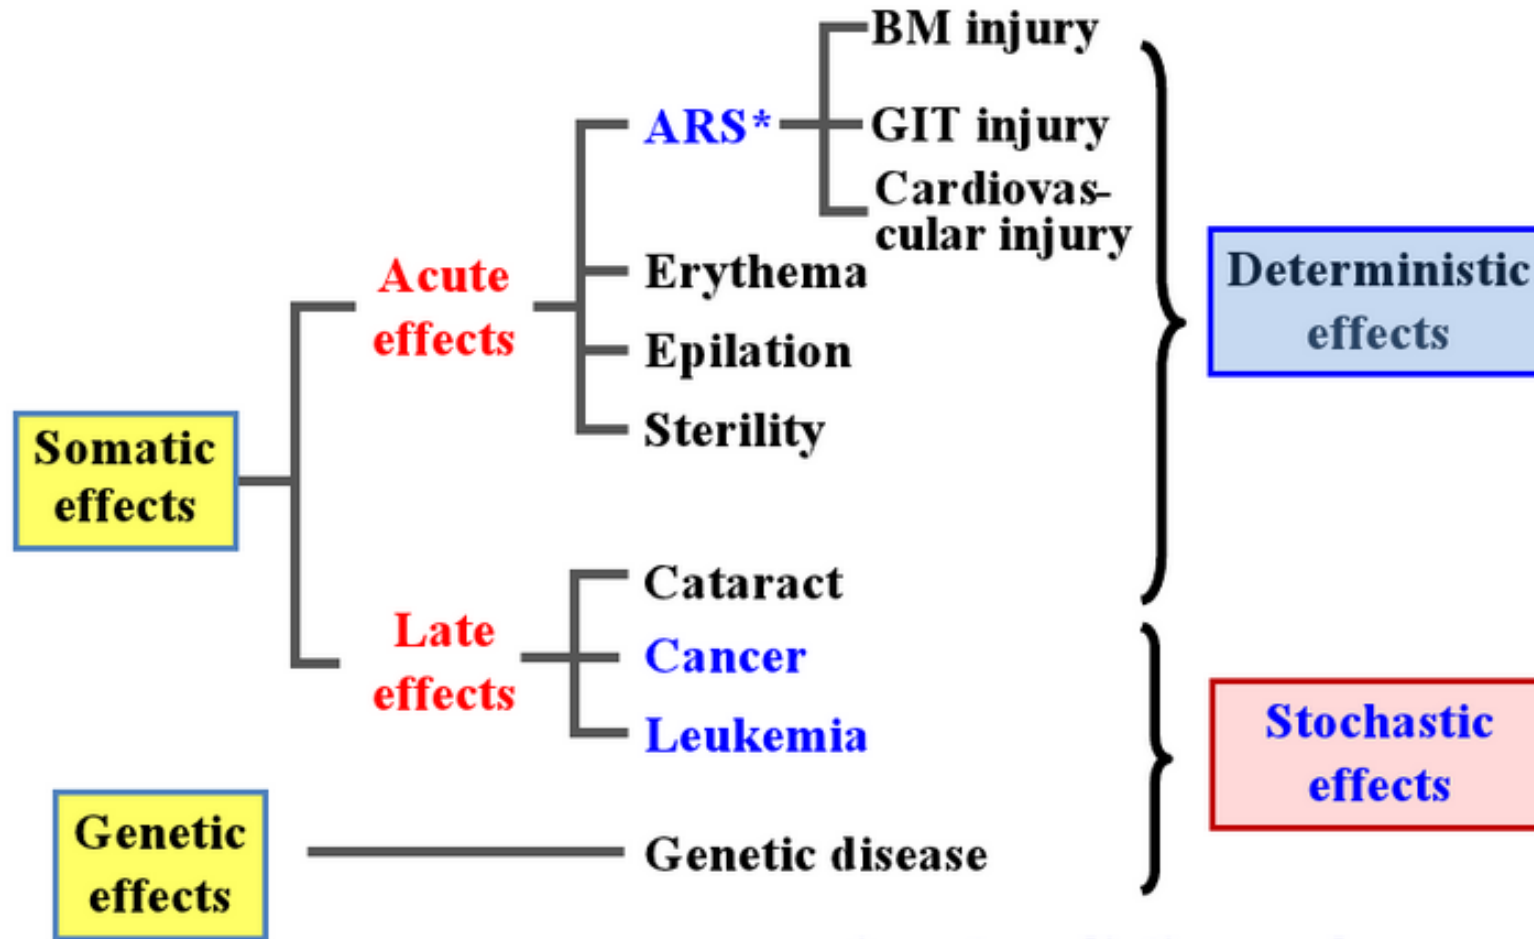 BM injury
ARS*
GIT injury
Cardiovas-
cular injury
Erythema
Acute
effects
Epilation
Sterility
Deterministic
effects
Somatic
effects
Cataract
Late
effects
Cancer
Leukemia
Stochastic
effects
Genetic
effects
Genetic disease